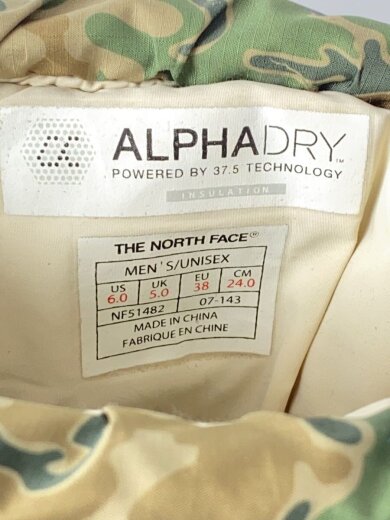 ALPHADRY™
POWERED BY 37.5 TECHNOLOGY
INSULATION
THE NORTH FACE®
MEN'S/UNISEX
US UK EU CM
6.0 5.0 38 24.0
NF51482 07-143
MADE IN CHINA
FABRIQUE EN CHINE